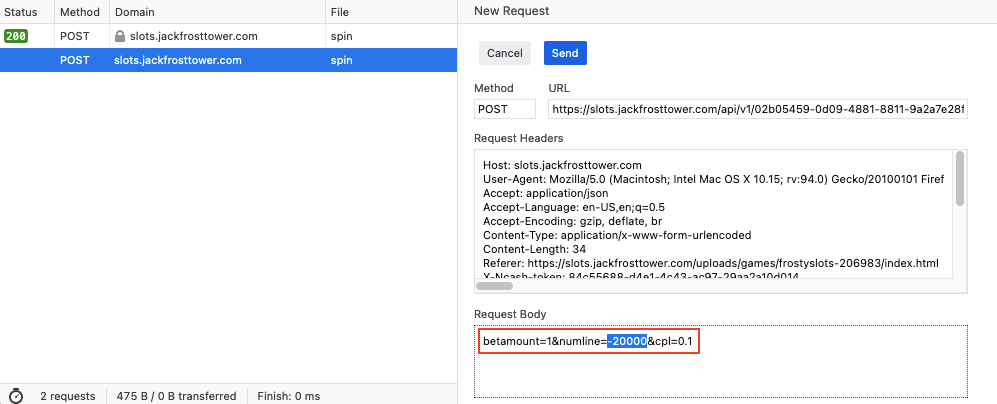 Status Method Domain File
200 POST slots.jackfrosttower.com spin
POST slots.jackfrosttower.com spin
2 requests 475 B / 0 B transferred Finish: 0 ms
New Request
Cancel Send
Method URL
POST https://slots.jackfrosttower.com/api/v1/02b05459-0d09-4881-8811-9a2a7e28f
Request Headers
Host: slots.jackfrosttower.com
User-Agent: Mozilla/5.0 (Macintosh; Intel Mac OS X 10.15; rv:94.0) Gecko/20100101 Firef
Accept: application/json
Accept-Language: en-US,en;q=0.5
Accept-Encoding: gzip, deflate, br
Content-Type: application/x-www-form-urlencoded
Content-Length: 34
Referer: https://slots.jackfrosttower.com/uploads/games/frostyslots-206983/index.html
X-Ncash-token: 84c55688-d4e1-4c43-ac97-29aa2a10d014
Request Body
betamount=1&numline=-20000&cpl=0.1